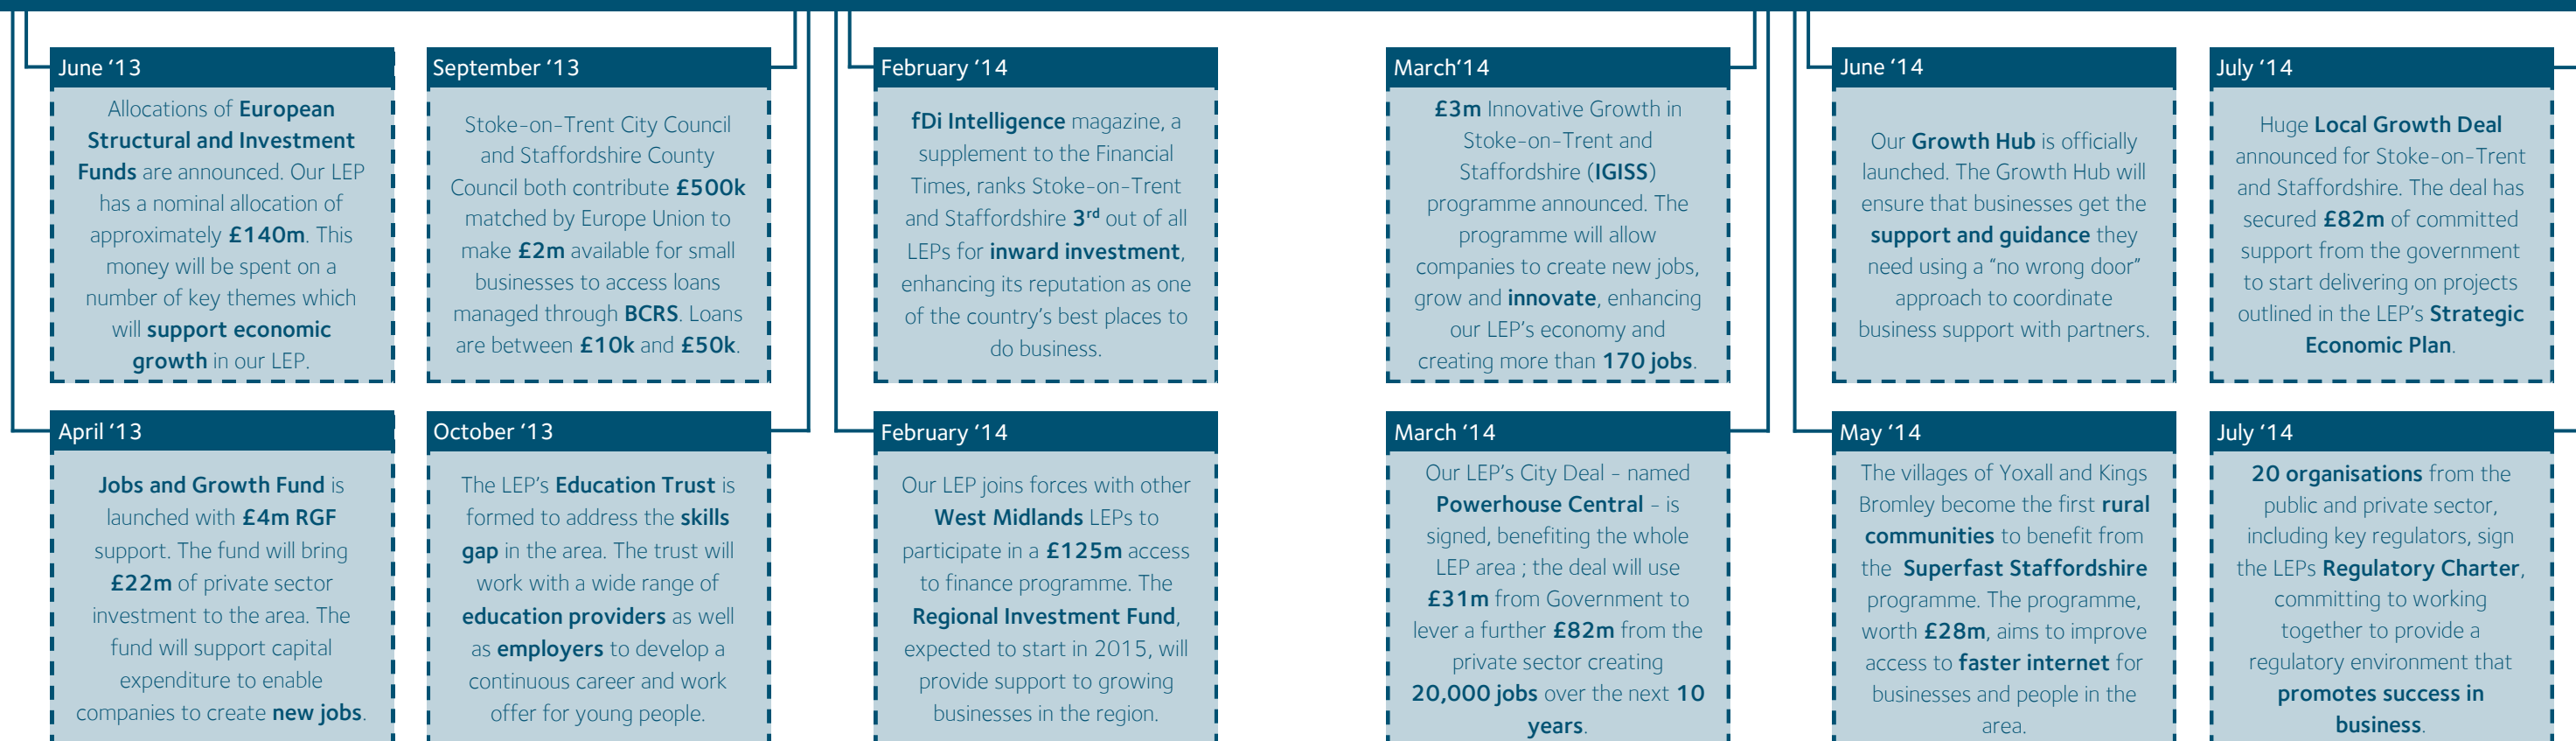 June ‘13
Allocations of European
Structural and Investment
Funds are announced. Our LEP
has a nominal allocation of
approximately £140m. This
money will be spent on a
number of key themes which
will support economic
growth in our LEP.
September ‘13
Stoke-on-Trent City Council
and Staffordshire County
Council both contribute £500k
matched by Europe Union to
make £2m available for small
businesses to access loans
managed through BCRS. Loans
are between £10k and £50k.
February ‘14
fDi Intelligence magazine, a
supplement to the Financial
Times, ranks Stoke-on-Trent
and Staffordshire 3rd out of all
LEPs for inward investment,
enhancing its reputation as one
of the country’s best places to
do business.
March‘14
£3m Innovative Growth in
Stoke-on-Trent and
Staffordshire (IGISS)
programme announced. The
programme will allow
companies to create new jobs,
grow and innovate, enhancing
our LEP’s economy and
creating more than 170 jobs.
June ‘14
Our Growth Hub is officially
launched. The Growth Hub will
ensure that businesses get the
support and guidance they
need using a “no wrong door”
approach to coordinate
business support with partners.
July ‘14
Huge Local Growth Deal
announced for Stoke-on-Trent
and Staffordshire. The deal has
secured £82m of committed
support from the government
to start delivering on projects
outlined in the LEP’s Strategic
Economic Plan.
April ‘13
Jobs and Growth Fund is
launched with £4m RGF
support. The fund will bring
£22m of private sector
investment to the area. The
fund will support capital
expenditure to enable
companies to create new jobs.
October ‘13
The LEP’s Education Trust is
formed to address the skills
gap in the area. The trust will
work with a wide range of
education providers as well
as employers to develop a
continuous career and work
offer for young people.
February ‘14
Our LEP joins forces with other
West Midlands LEPs to
participate in a £125m access
to finance programme. The
Regional Investment Fund,
expected to start in 2015, will
provide support to growing
businesses in the region.
March ‘14
Our LEP’s City Deal – named
Powerhouse Central – is
signed, benefiting the whole
LEP area ; the deal will use
£31m from Government to
lever a further £82m from the
private sector creating
20,000 jobs over the next 10
years.
May ‘14
The villages of Yoxall and Kings
Bromley become the first rural
communities to benefit from
the Superfast Staffordshire
programme. The programme,
worth £28m, aims to improve
access to faster internet for
businesses and people in the
area.
July ‘14
20 organisations from the
public and private sector,
including key regulators, sign
the LEPs Regulatory Charter,
committing to working
together to provide a
regulatory environment that
promotes success in
business.